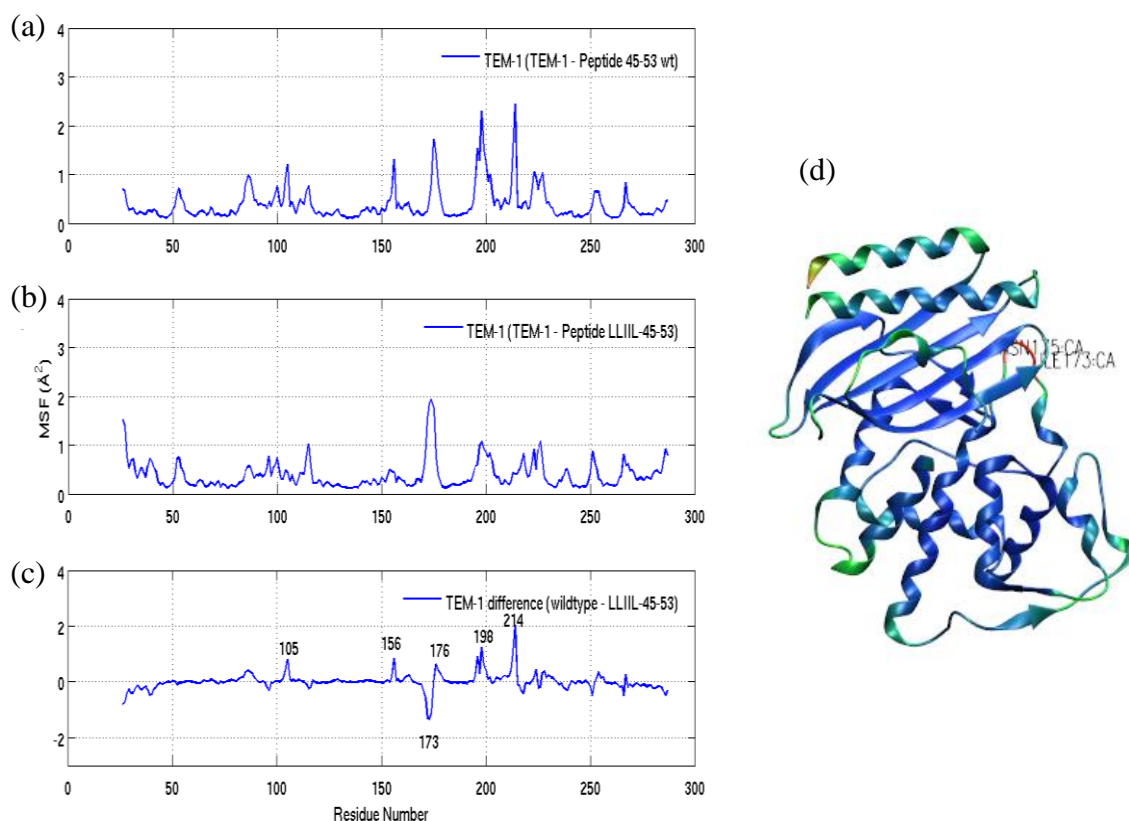 (a)
4
3
2
1
0
TEM-1 (TEM-1 - Peptide 45-53 wt)
0 50 100 150 200 250 300
(b)
4
3
2
1
0
MSF (Å²)
TEM-1 (TEM-1 - Peptide LLIIL-45-53)
0 50 100 150 200 250 300
(c)
4
2
0
-2
TEM-1 difference (wildtype - LLIIL-45-53)
105
156
173
176
198
214
0 50 100 150 200 250 300
Residue Number
(d)
SN175:CA
LE173:CA